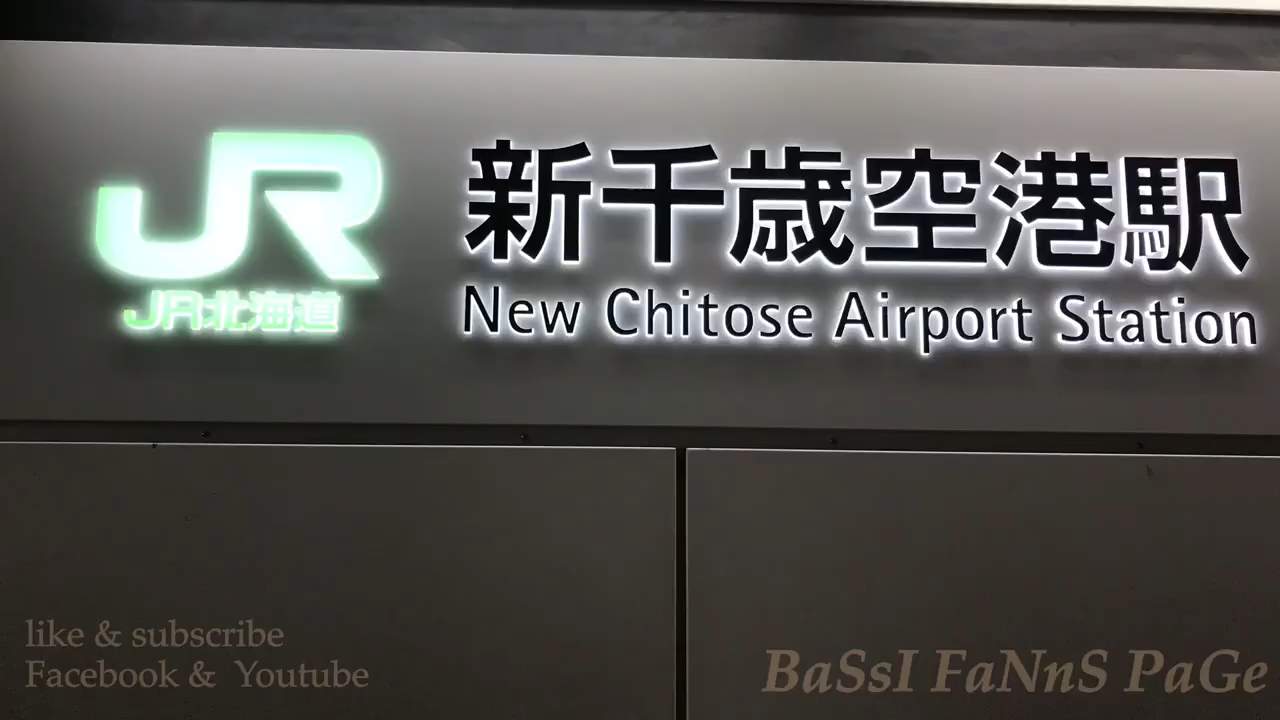 JR
JR北海道
新千歳空港駅
New Chitose Airport Station
like & subscribe
Facebook & Youtube
BaSsI FaNnS PaGe